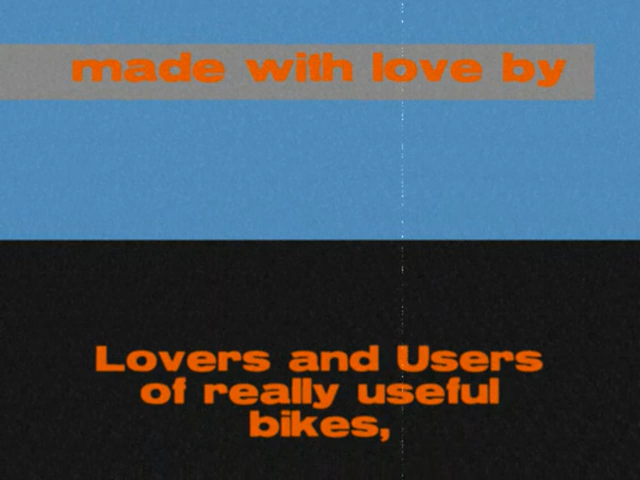 made with love by
Lovers and Users
of really useful
bikes,